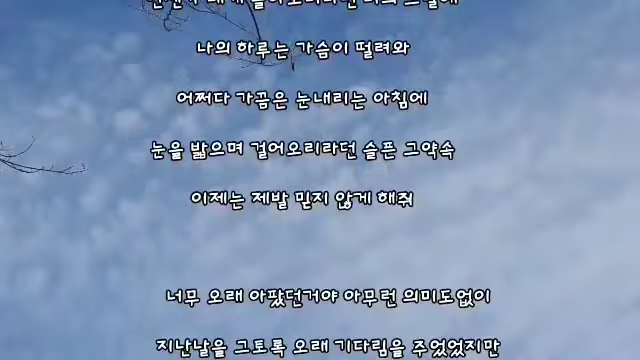 나의 하루는 가슴이 떨려와
어쩌다 가끔은 눈내리는 아침에
눈을 밟으며 걸어오리라던 슬픈 그약속
이제는 제발 믿지 않게 해줘
너무 오래 아팠던거야 아무런 의미도없이
지난날을 그토록 오래 기다림을 주었었지만